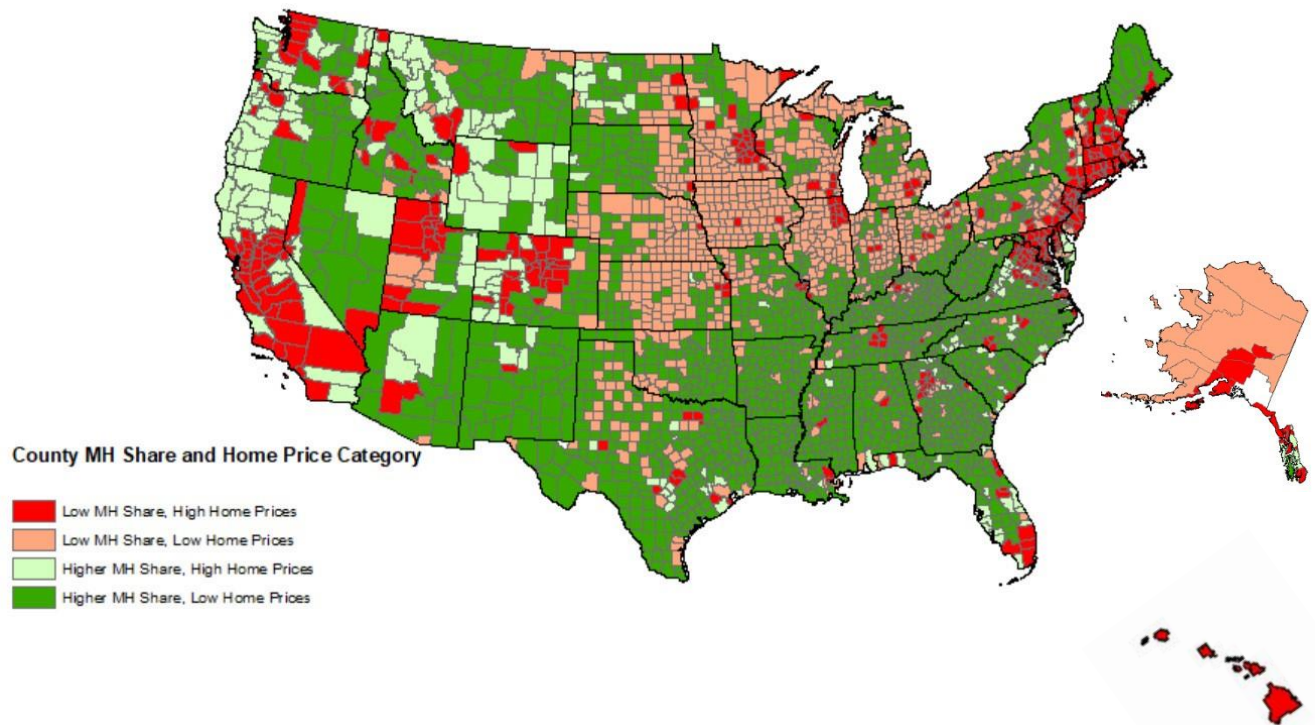 County MH Share and Home Price Category
Low MH Share, High Home Prices
Low MH Share, Low Home Prices
Higher MH Share, High Home Prices
Higher MH Share, Low Home Prices